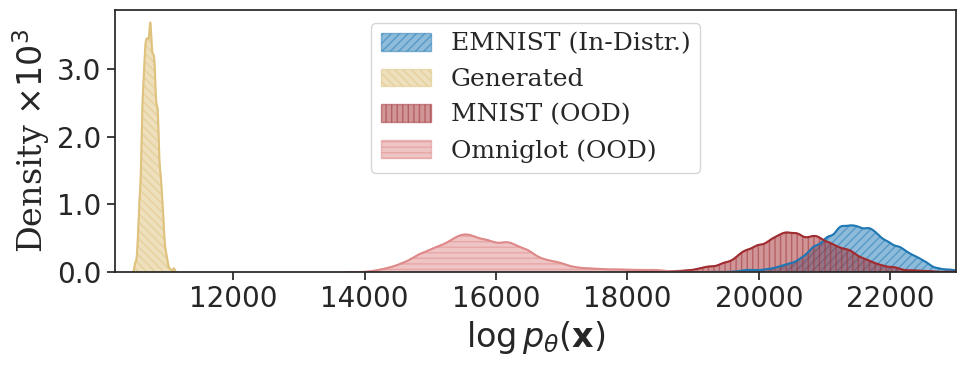 Density ×10³
3.0
2.0
1.0
0.0
EMNIST (In-Distr.)
Generated
MNIST (OOD)
Omniglot (OOD)
12000 14000 16000 18000 20000 22000
log pθ(x)